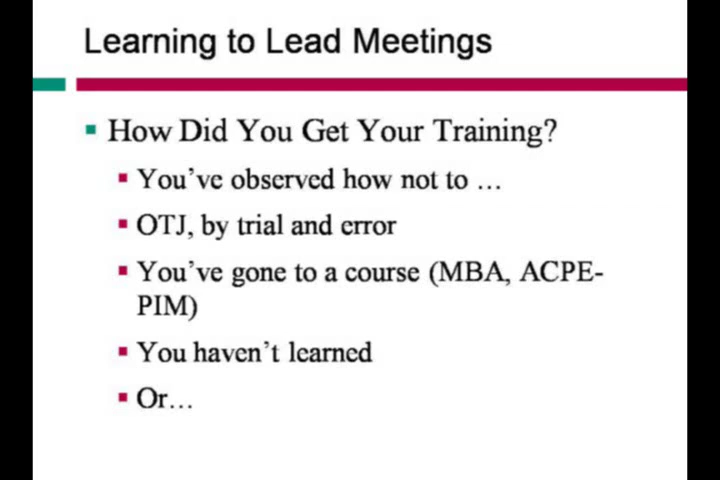 Learning to Lead Meetings
How Did You Get Your Training?
You've observed how not to …
OTJ, by trial and error
You've gone to a course (MBA, ACPE-
PIM)
You haven't learned
Or…